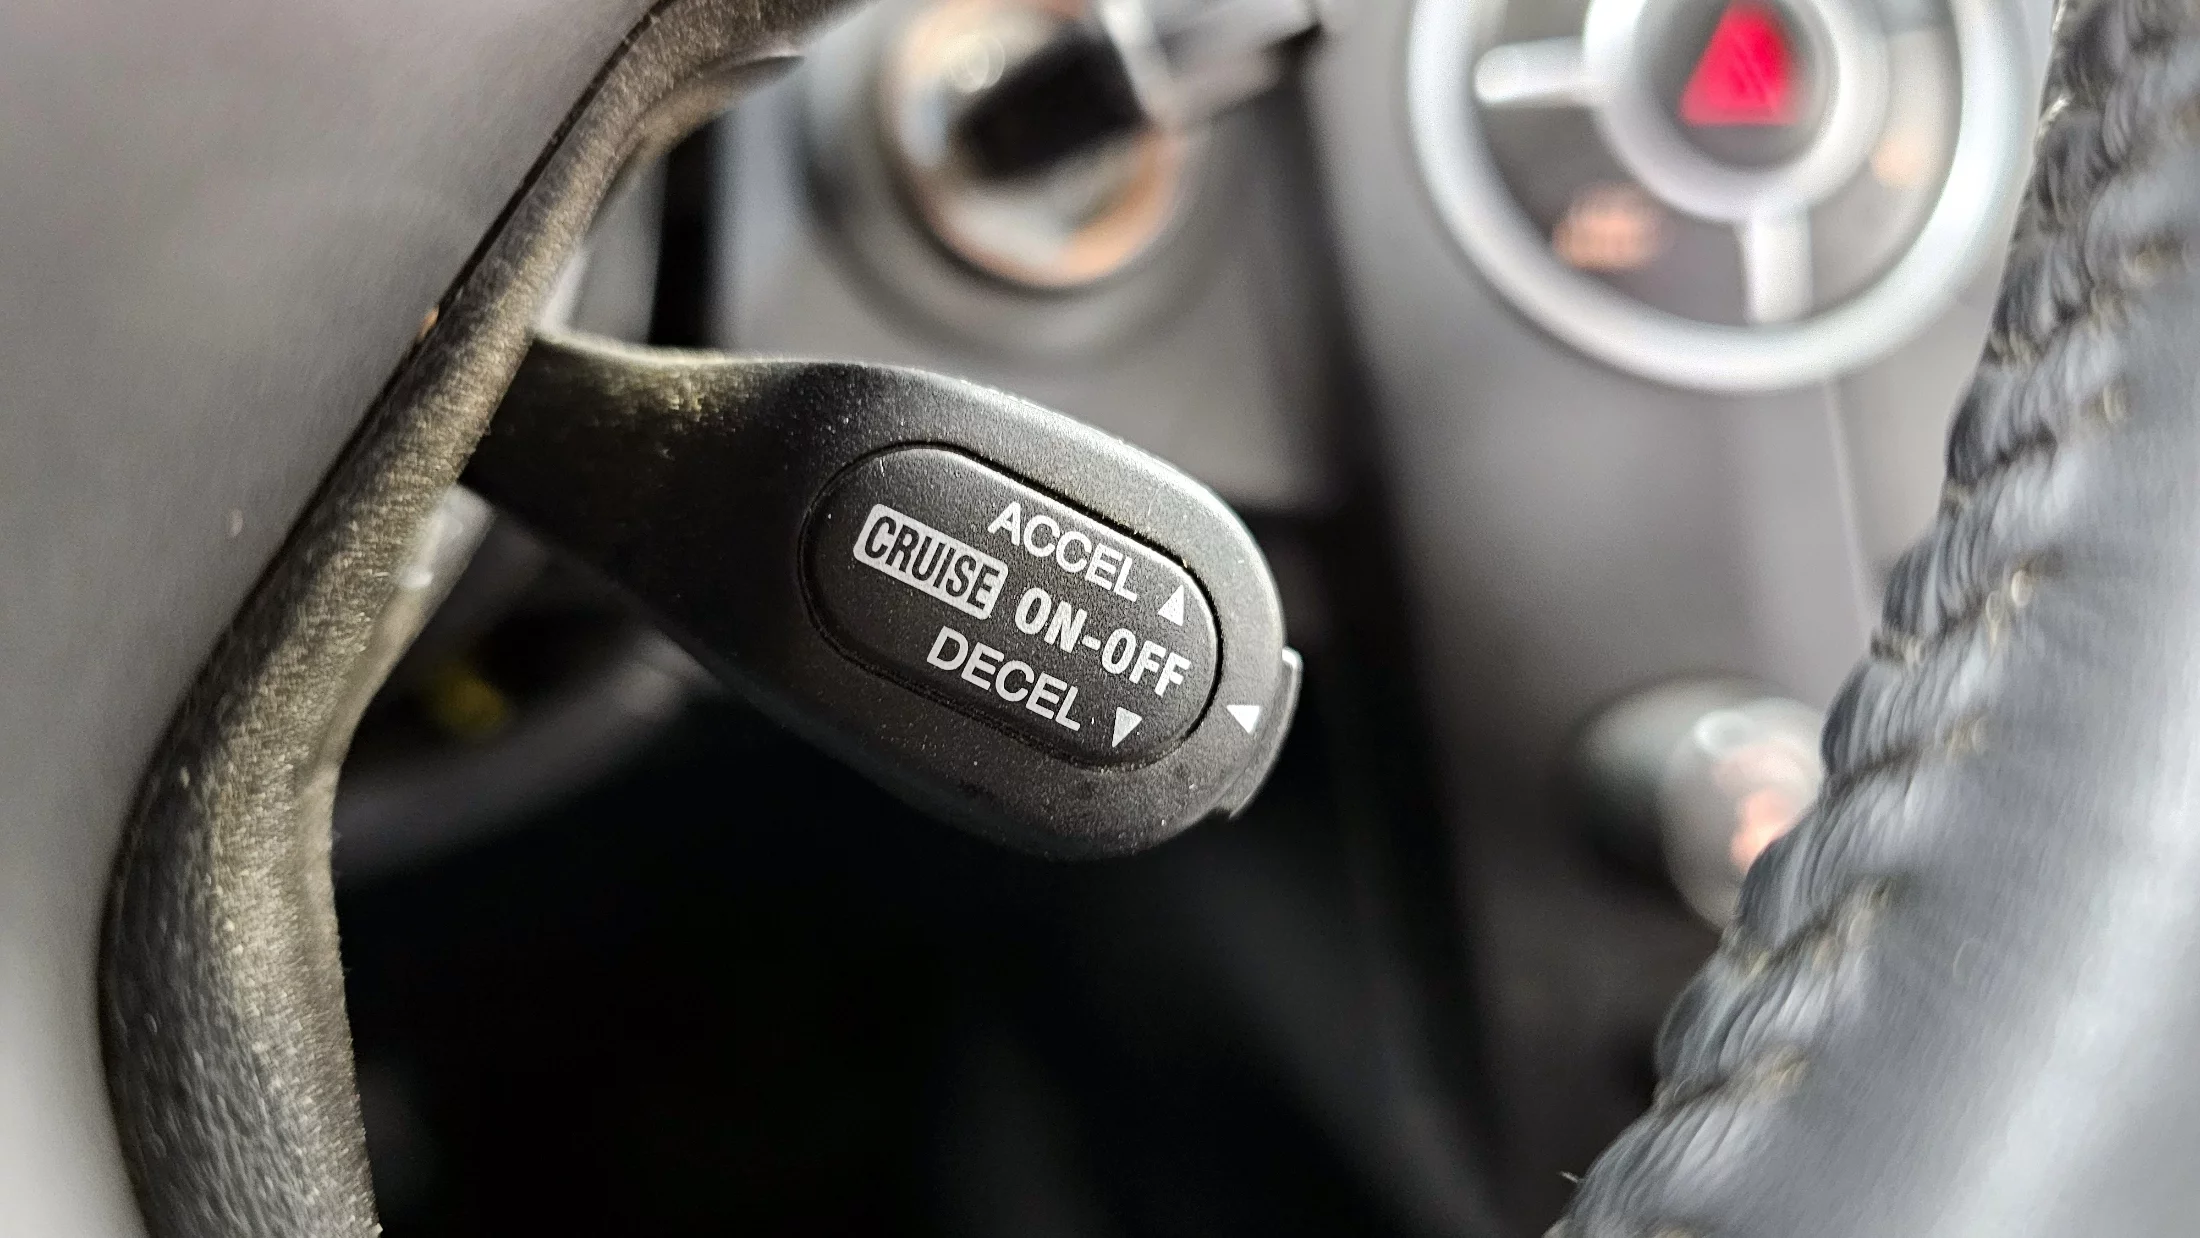 ACCEL ▲
CRUISE ON-OFF
DECEL ▼